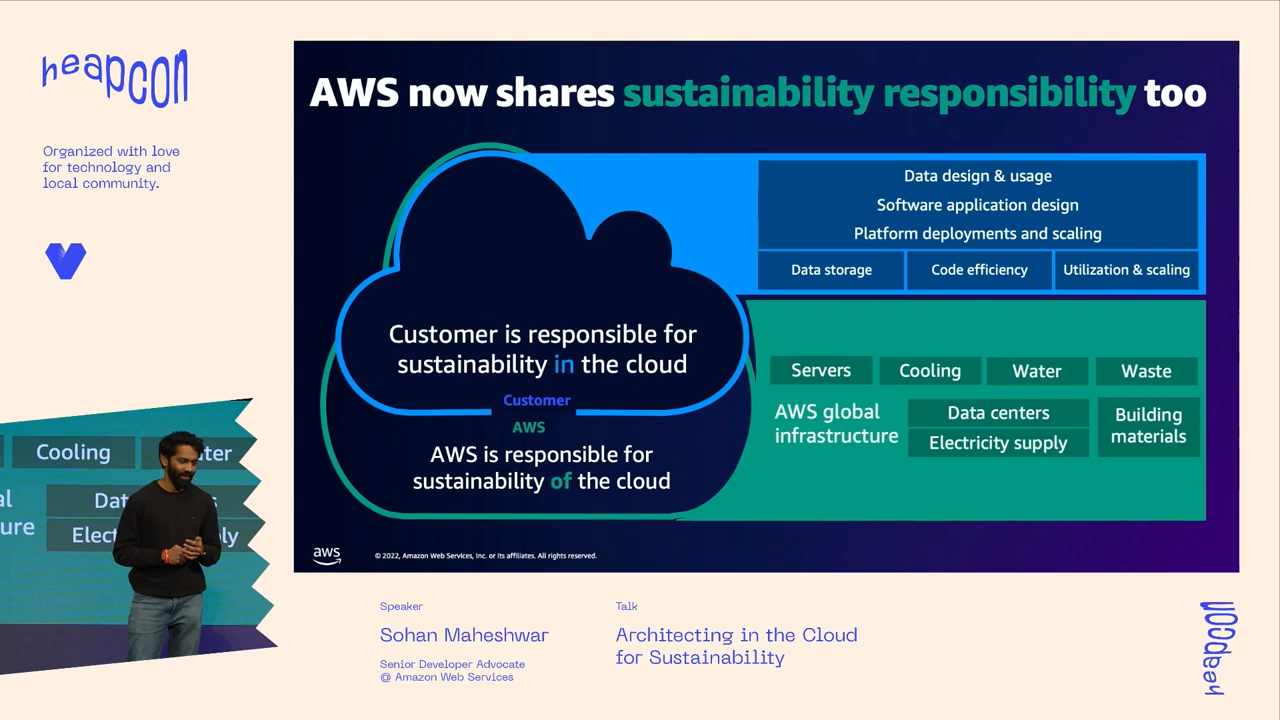 heapcon
Organized with love
for technology and
local community.
AWS now shares sustainability responsibility too
Data design & usage
Software application design
Platform deployments and scaling
Data storage
Code efficiency
Utilization & scaling
Customer is responsible for
sustainability in the cloud
Customer
AWS
AWS is responsible for
sustainability of the cloud
Servers
Cooling
Water
Waste
AWS global
infrastructure
Data centers
Electricity supply
Building
materials
aws
© 2022, Amazon Web Services, Inc. or its affiliates. All rights reserved.
Cooling
Speaker
Sohan Maheshwar
Senior Developer Advocate
@ Amazon Web Services
Talk
Architecting in the Cloud
for Sustainability
heapcon